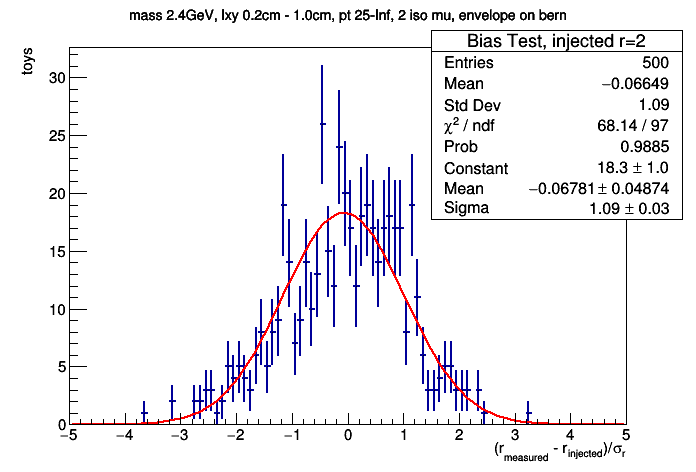 mass 2.4GeV, lxy 0.2cm - 1.0cm, pt 25-Inf, 2 iso mu, envelope on bern
Bias Test, injected r=2
Entries 500
Mean −0.06649
Std Dev 1.09
χ² / ndf 68.14 / 97
Prob 0.9885
Constant 18.3 ± 1.0
Mean −0.06781 ± 0.04874
Sigma 1.09 ± 0.03
toys
30
25
20
15
10
5
0
−5 −4 −3 −2 −1 0 1 2 3 4 5
(r_measured - r_injected)/σ_r